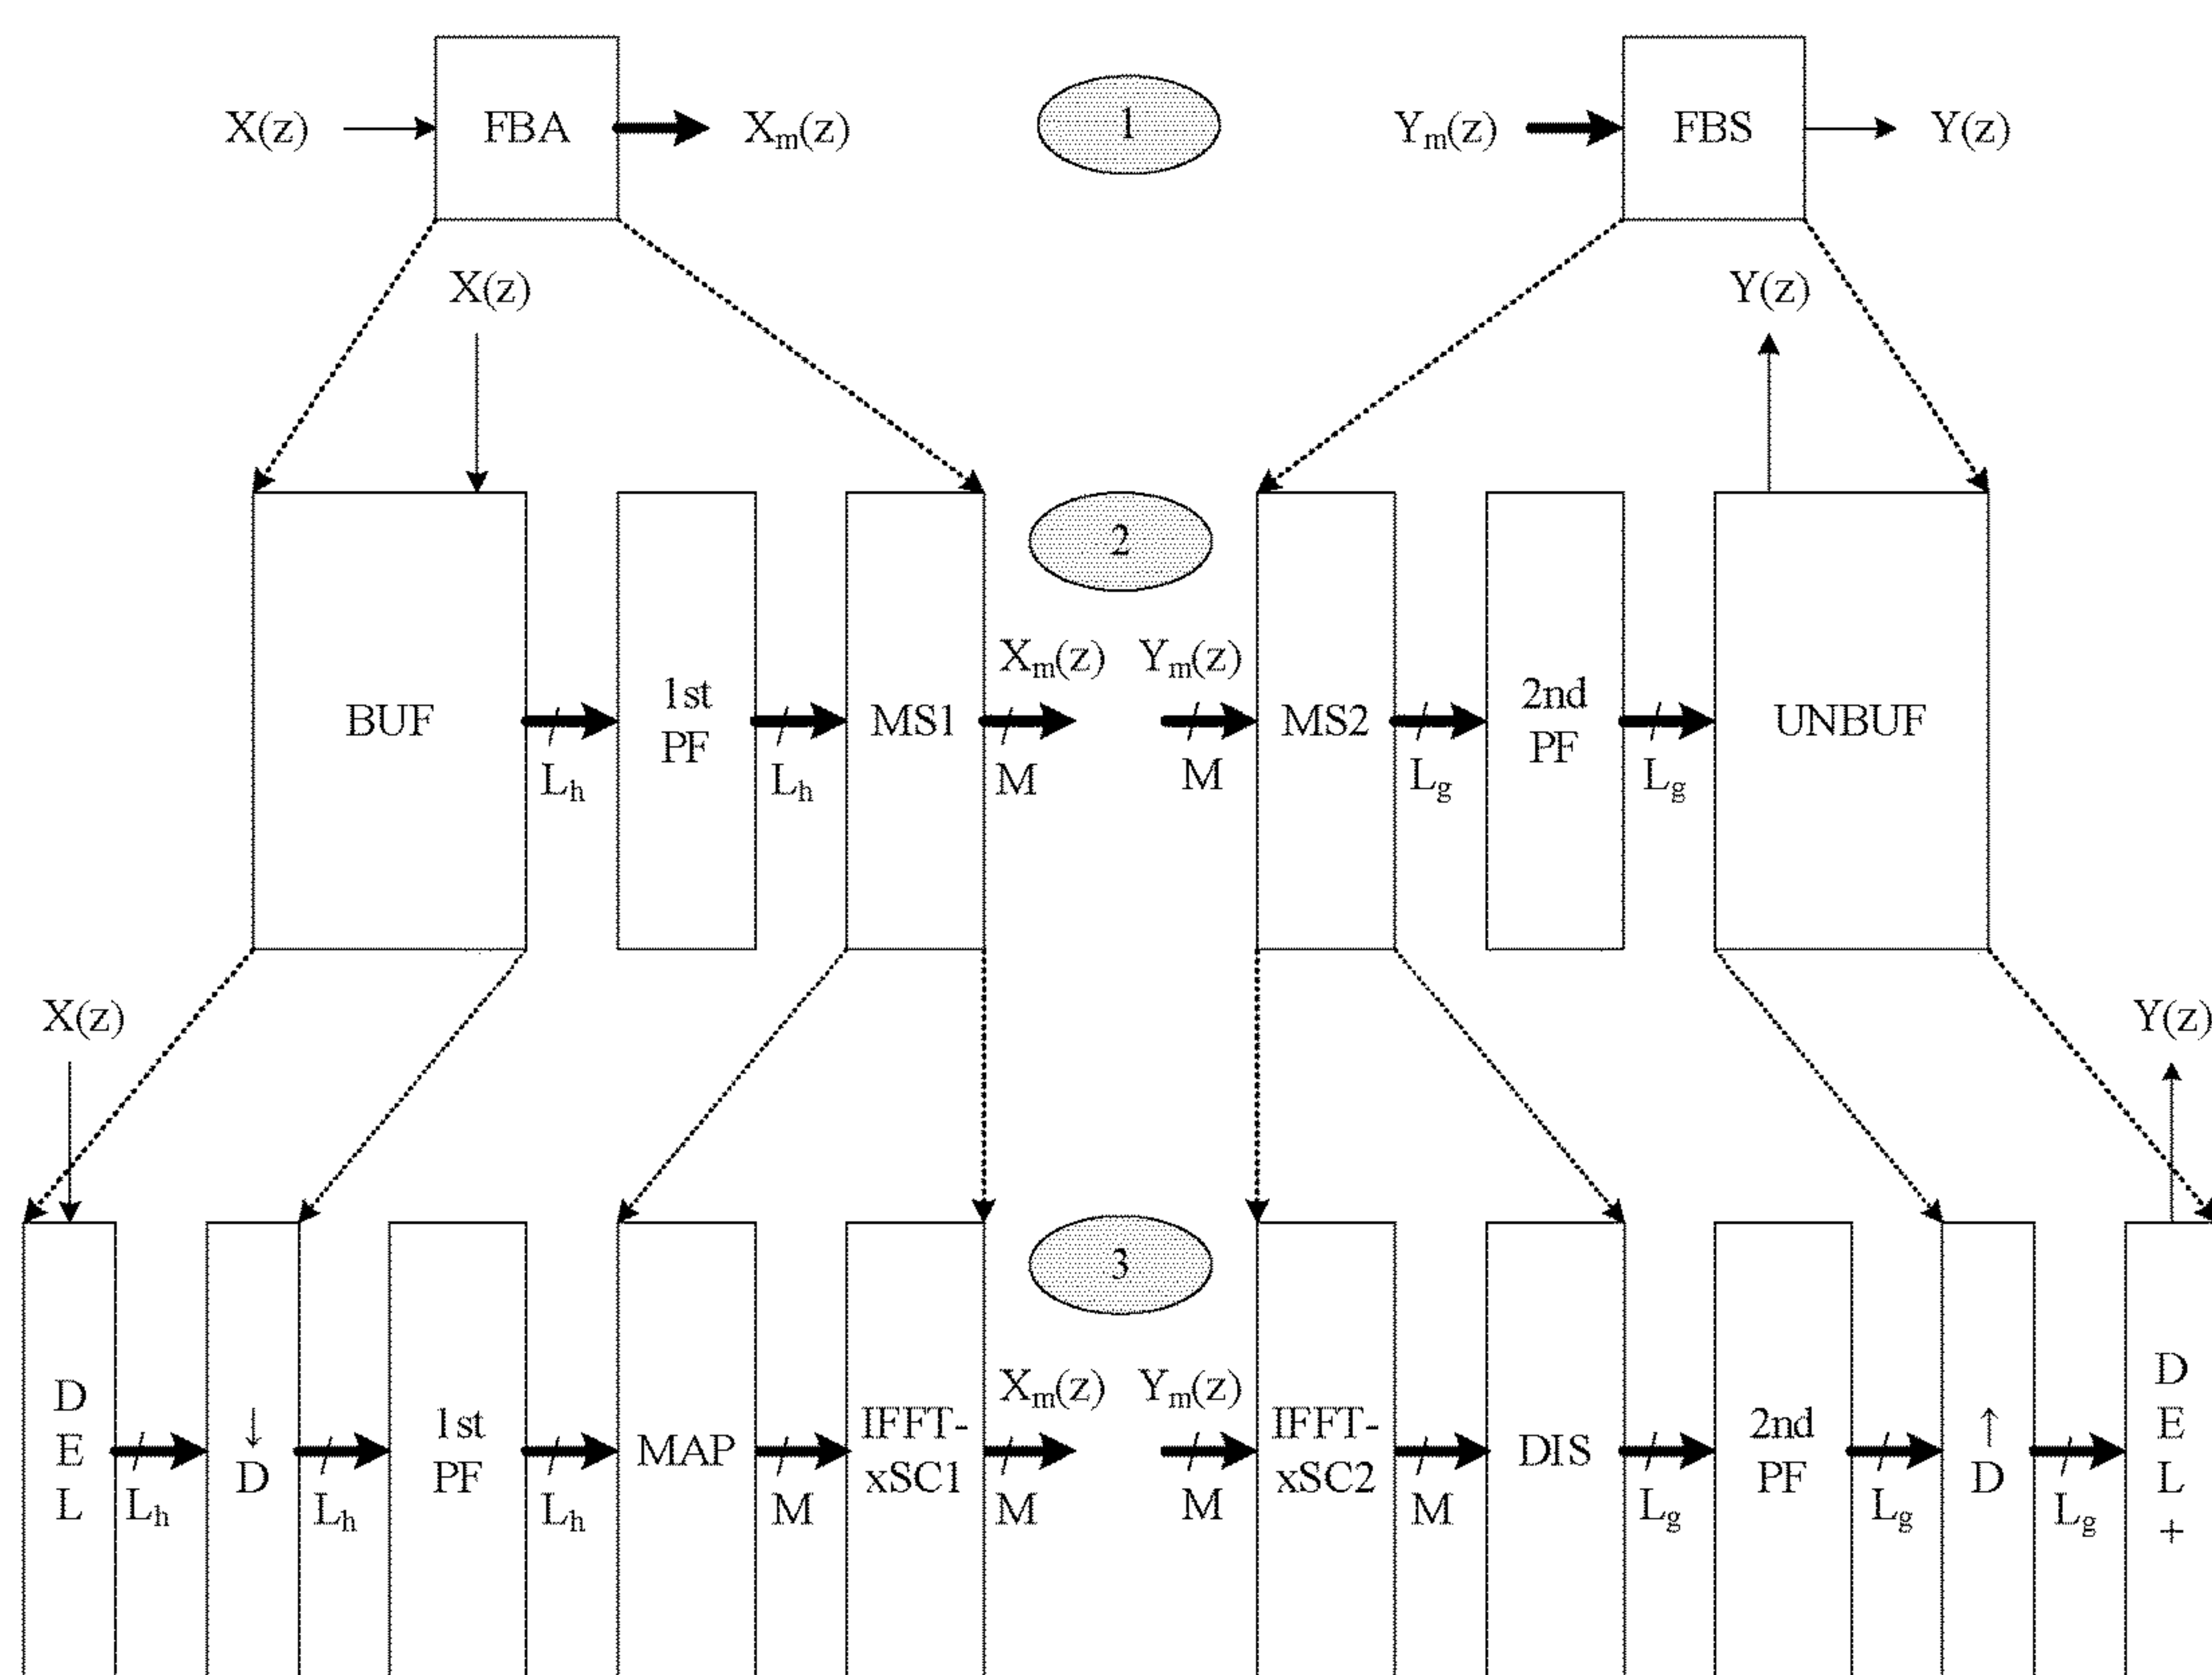 X(z)
FBA
Xm(z)
1
Ym(z)
FBS
Y(z)
X(z)
Y(z)
2
BUF
Lh
1st
PF
Lh
MS1
Xm(z)
M
Ym(z)
M
MS2
Lg
2nd
PF
Lg
UNBUF
X(z)
Y(z)
3
D
E
L
Lh
↓
D
Lh
1st
PF
Lh
MAP
M
IFFT-
xSC1
Xm(z)
M
Ym(z)
M
IFFT-
xSC2
M
DIS
Lg
2nd
PF
Lg
↑
D
Lg
D
E
L
+